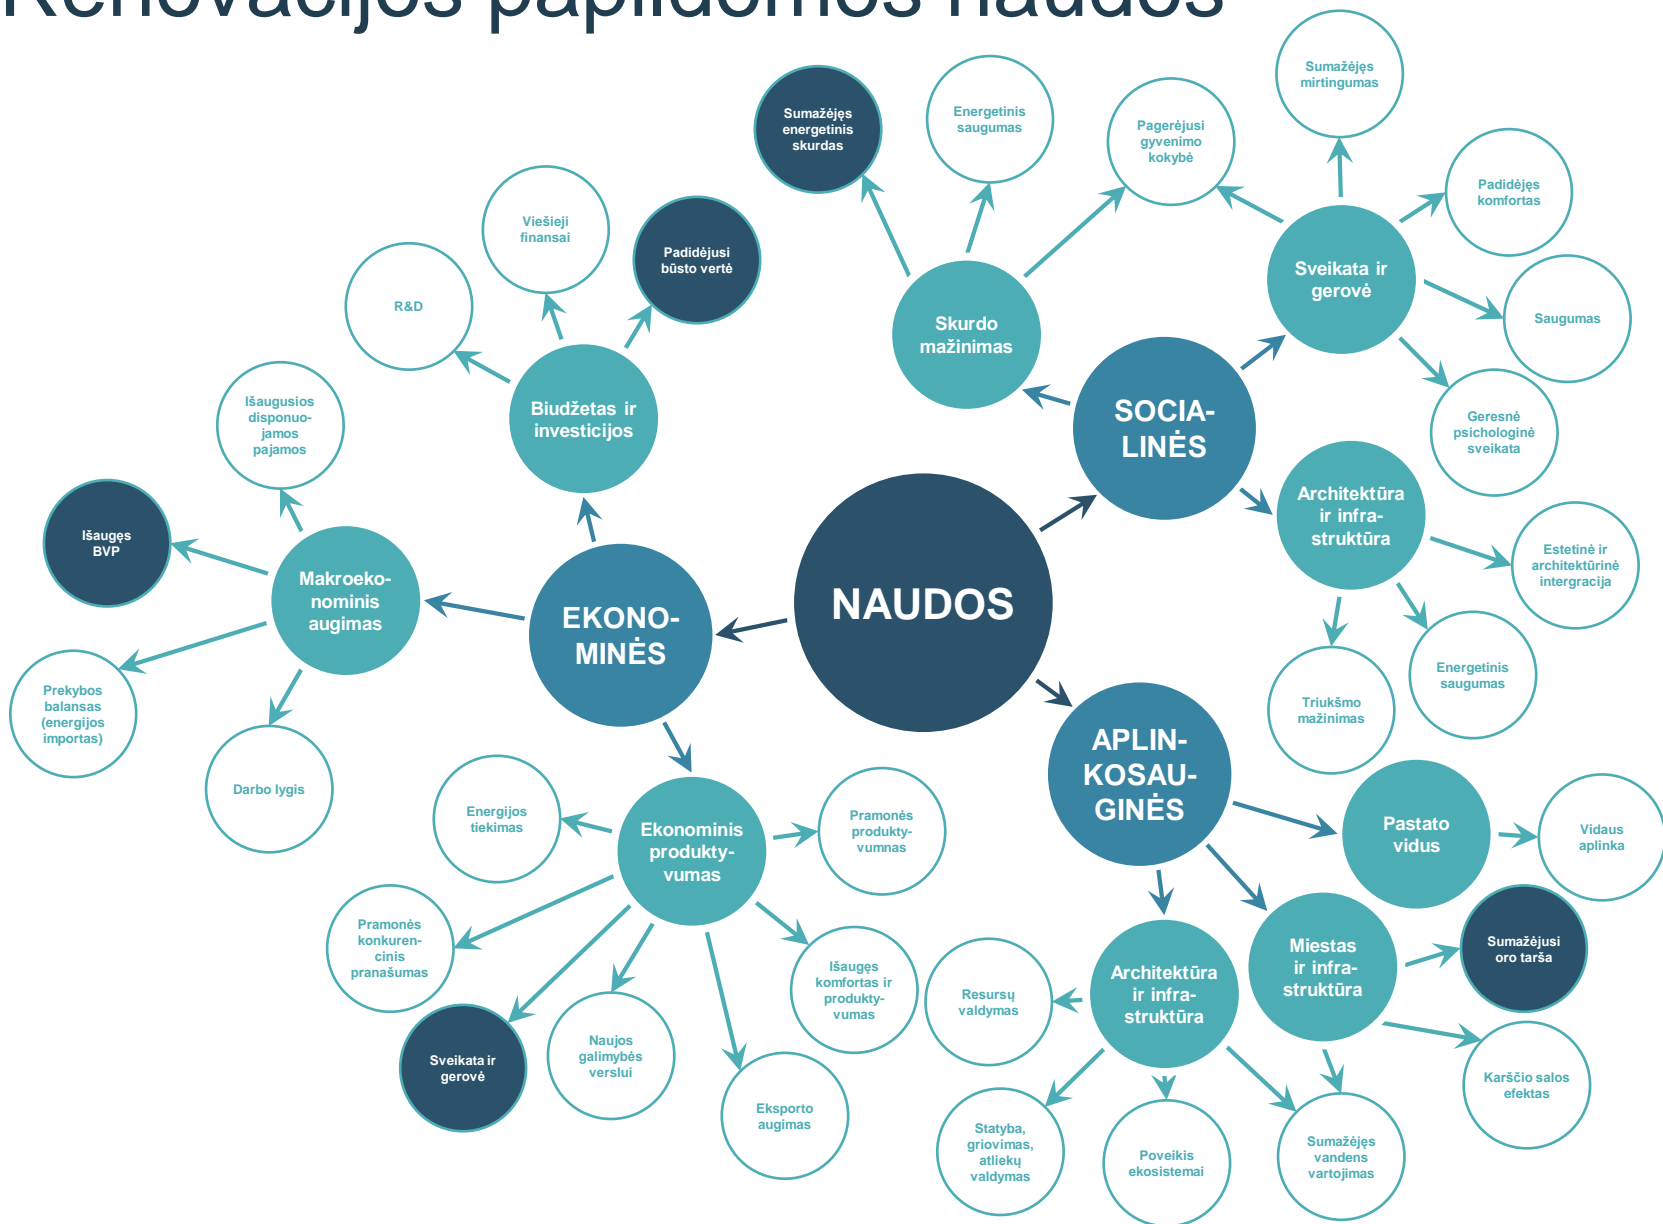 Renovacijos papildomos naudos
Sumažėjęs
mirtingumas
Sumažėjęs
energetinis
skurdas
Energetinis
saugumas
Pagerėjusi
gyvenimo
kokybė
Padidėjęs
komfortas
Viešieji
finansai
Padidėjusi
būsto vertė
Sveikata ir
gerovė
R&D
Skurdo
mažinimas
Saugumas
Išaugusios
disponuo-
jamos
pajamos
Biudžetas ir
investicijos
SOCIA-
LINĖS
Geresnė
psichologinė
sveikata
Architektūra
ir infra-
struktūra
Išaugęs
BVP
Estetinė ir
architektūrinė
intergracija
Makroeko-
nominis
augimas
EKONO-
MINĖS
NAUDOS
Energetinis
saugumas
Triukšmo
mažinimas
Prekybos
balansas
(energijos
importas)
Darbo lygis
APLIN-
KOSAU-
GINĖS
Energijos
tiekimas
Ekonominis
produkty-
vumas
Pramonės
produkty-
vumnas
Pastato
vidus
Vidaus
aplinka
Pramonės
konkuren-
cinis
pranašumas
Išaugęs
komfortas ir
produkty-
vumas
Resursų
valdymas
Architektūra
ir infra-
struktūra
Miestas
ir infra-
struktūra
Sumažėjusi
oro tarša
Sveikata ir
gerovė
Naujos
galimybės
verslui
Eksporto
augimas
Karščio salos
efektas
Statyba,
griovimas,
atliekų
valdymas
Poveikis
ekosistemai
Sumažėjęs
vandens
vartojimas